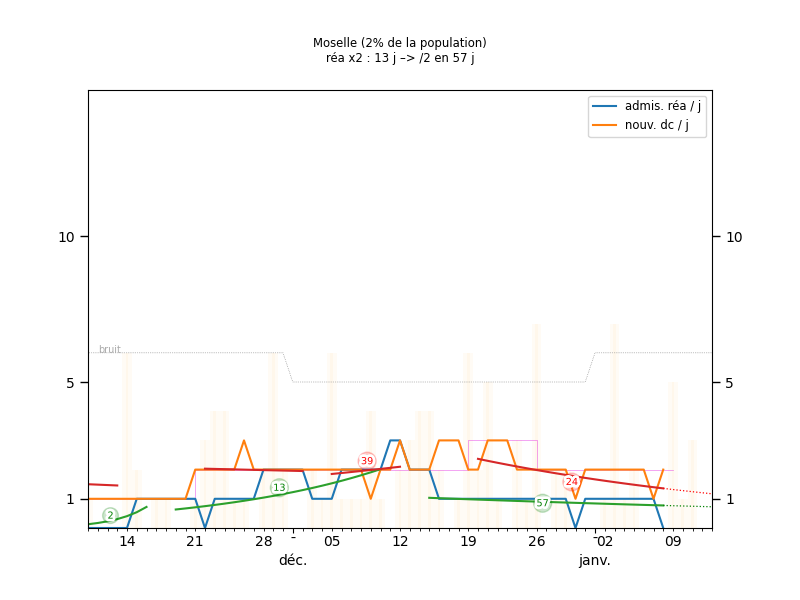 Moselle (2% de la population)
réa x2 : 13 j –> /2 en 57 j
admis. réa / j
nouv. dc / j
10
10
bruit
5
5
39
13
24
57
2
1
1
14
21
28
05
12
19
26
02
09
déc.
janv.